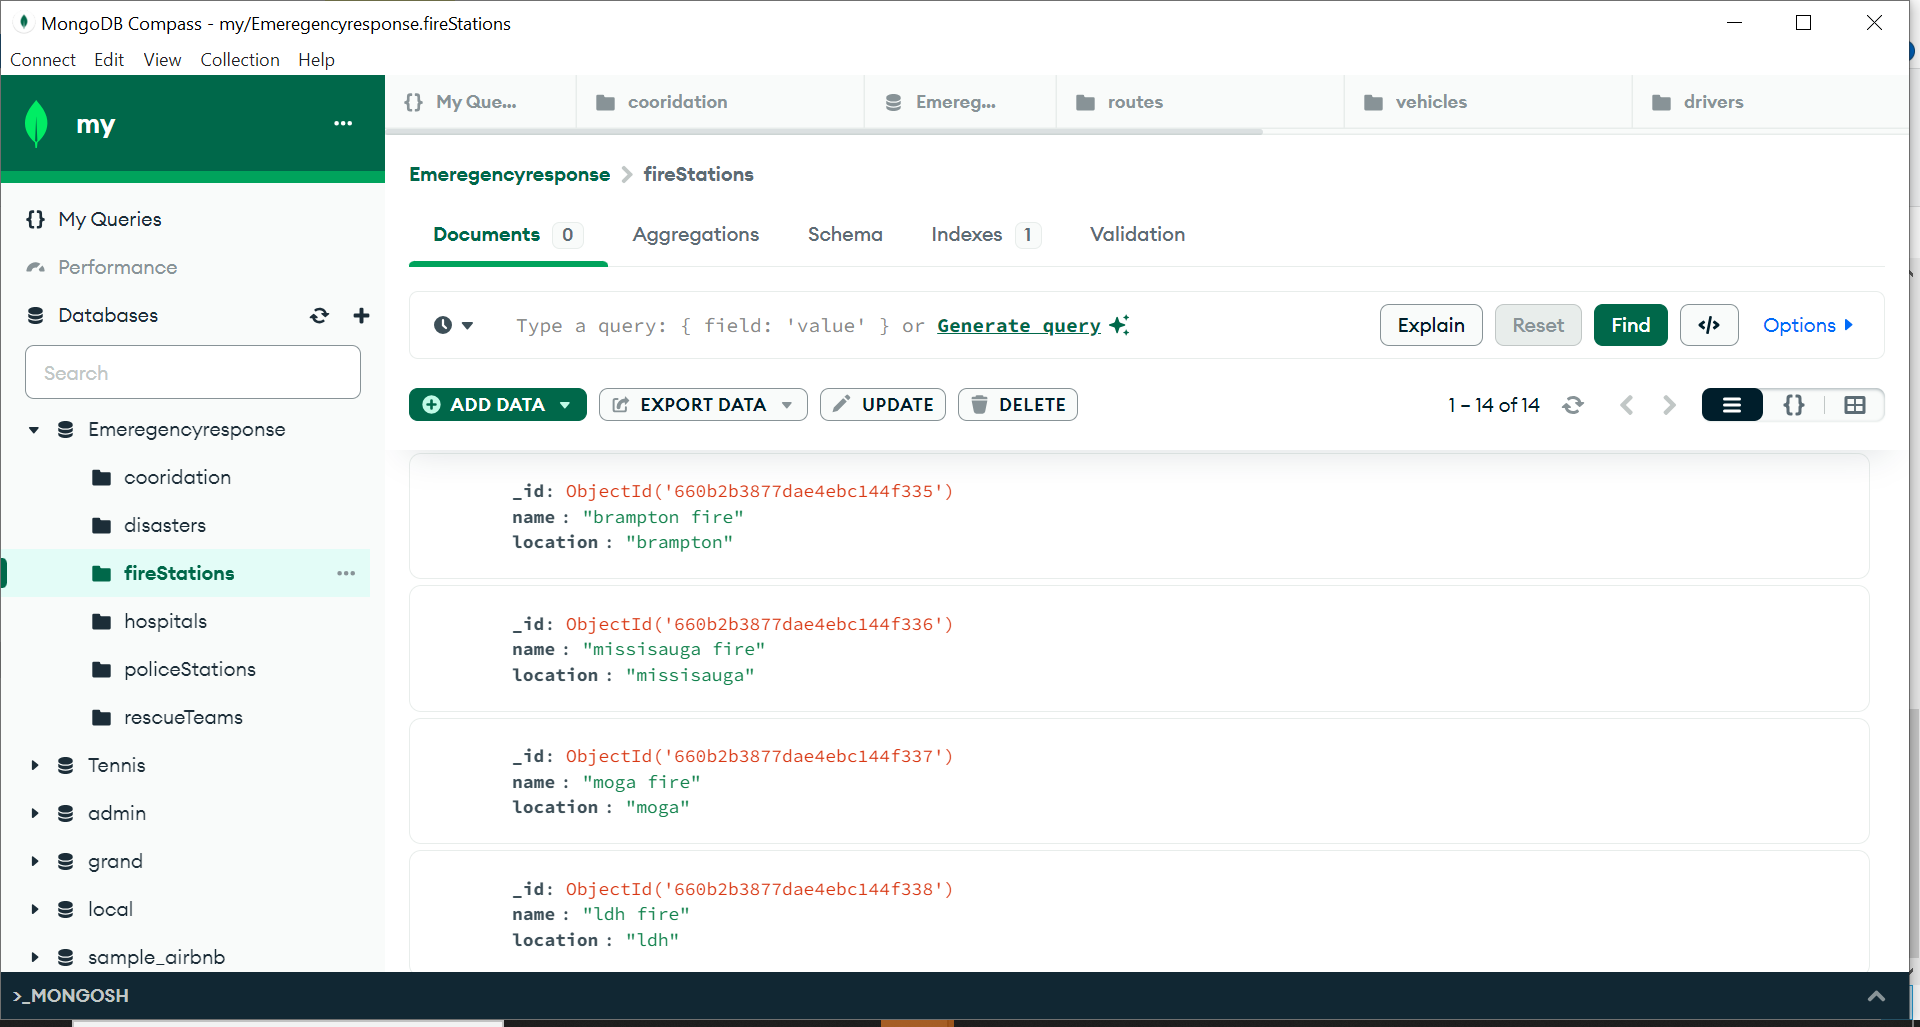 MongoDB Compass - my/Emeregencyresponse.fireStations
Connect Edit View Collection Help
my
My Que...
cooridation
Emereg...
routes
vehicles
drivers
Emeregencyresponse > fireStations
My Queries
Performance
Databases
Search
Emeregencyresponse
cooridation
disasters
fireStations
hospitals
policeStations
rescueTeams
Tennis
admin
grand
local
sample_airbnb
Documents 0 Aggregations Schema Indexes 1 Validation
Type a query: { field: 'value' } or Generate query
Explain Reset Find </> Options
ADD DATA EXPORT DATA UPDATE DELETE
1 – 14 of 14
_id: ObjectId('660b2b3877dae4ebc144f335')
name : "brampton fire"
location : "brampton"
_id: ObjectId('660b2b3877dae4ebc144f336')
name : "missisauga fire"
location : "missisauga"
_id: ObjectId('660b2b3877dae4ebc144f337')
name : "moga fire"
location : "moga"
_id: ObjectId('660b2b3877dae4ebc144f338')
name : "ldh fire"
location : "ldh"
>_MONGOSH